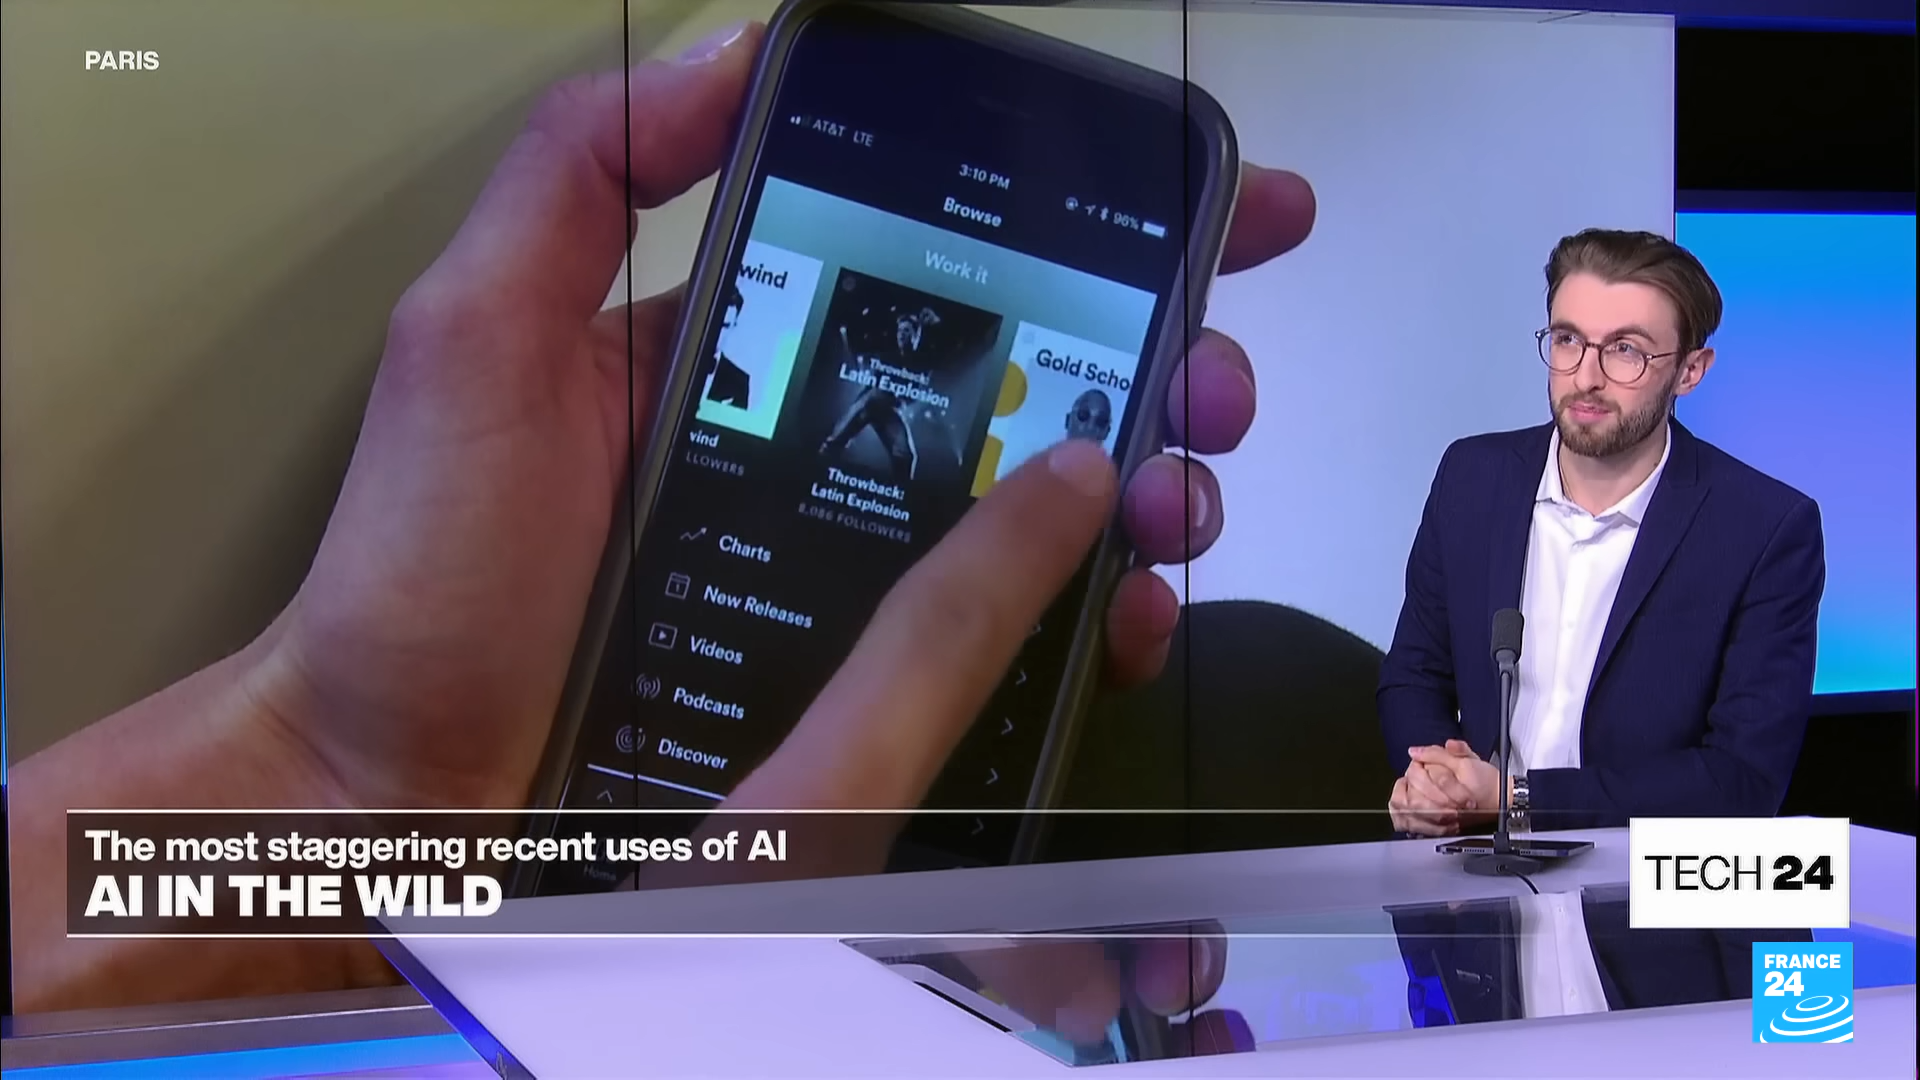 PARIS
AT&T LTE
3:10 PM
96%
Browse
Work it
wind
Throwback:
Latin Explosion
Gold Scho
wind
LLOWERS
Throwback:
Latin Explosion
8,086 FOLLOWERS
Charts
New Releases
Videos
Podcasts
Discover
Home
The most staggering recent uses of AI
AI IN THE WILD
TECH 24
FRANCE
24